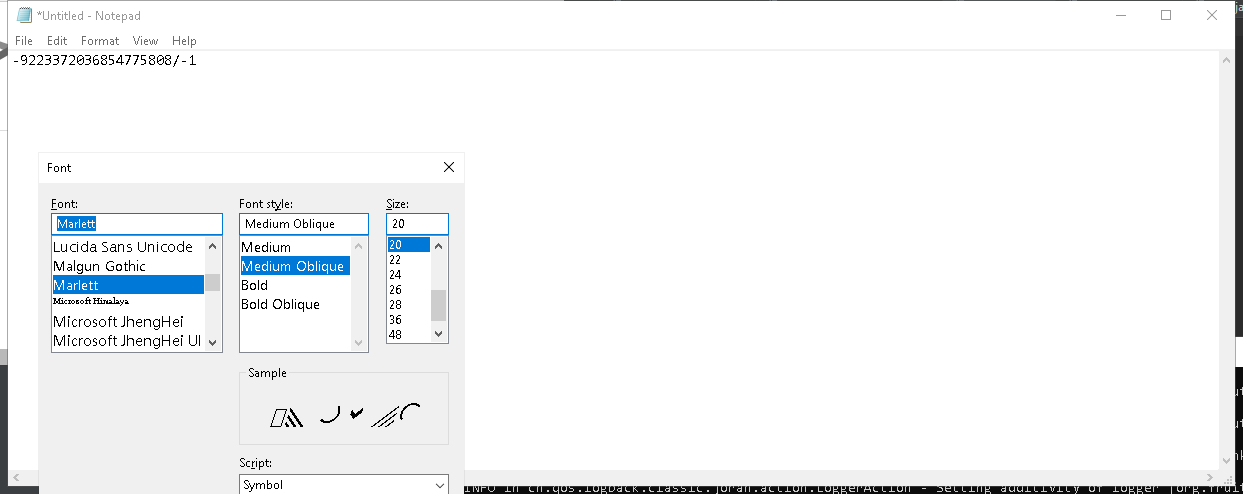 *Untitled - Notepad
File Edit Format View Help
-9223372036854775808/-1
Font
Font: Font style: Size:
Marlett Medium Oblique 20
Lucida Sans Unicode Medium 20
Malgun Gothic Medium Oblique 22
Marlett Bold 24
Microsoft Himalaya Bold Oblique 26
Microsoft JhengHei 28
Microsoft JhengHei UI 36
48
Sample
Script:
Symbol
INFO in ch.qos.logback.classic.joran.action.LoggerAction - Setting additivity of logger